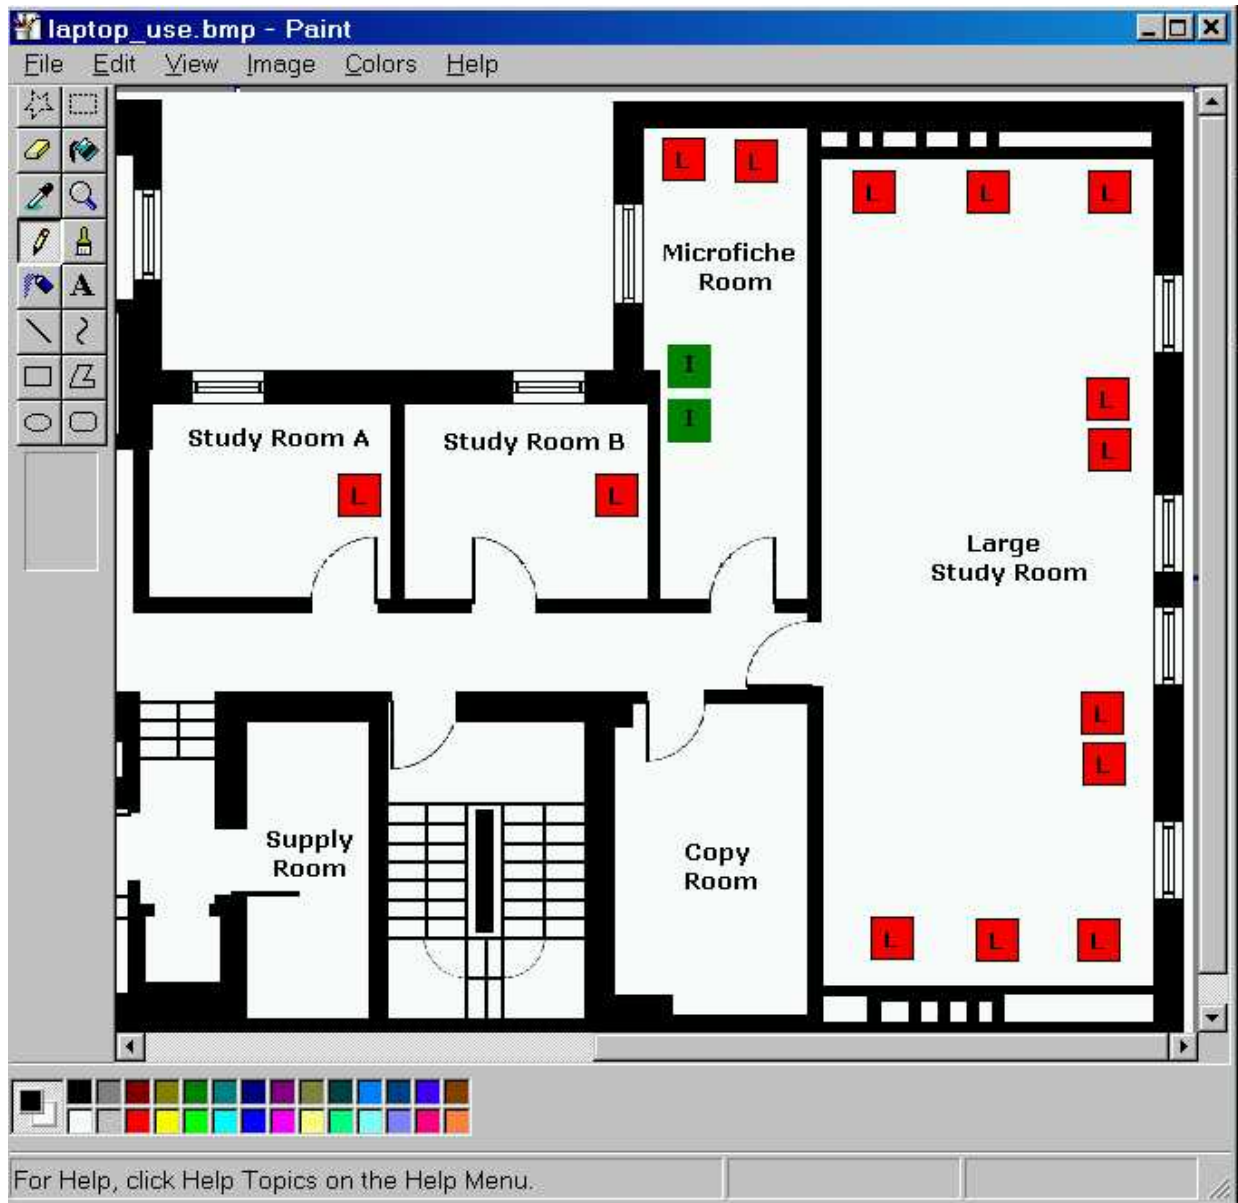 laptop_use.bmp - Paint
File Edit View Image Colors Help
A
L L
L L L
Microfiche
Room
I
I
L
L
Study Room A
Study Room B
L
L
Large
Study Room
L
L
Supply
Room
Copy
Room
L L L
For Help, click Help Topics on the Help Menu.